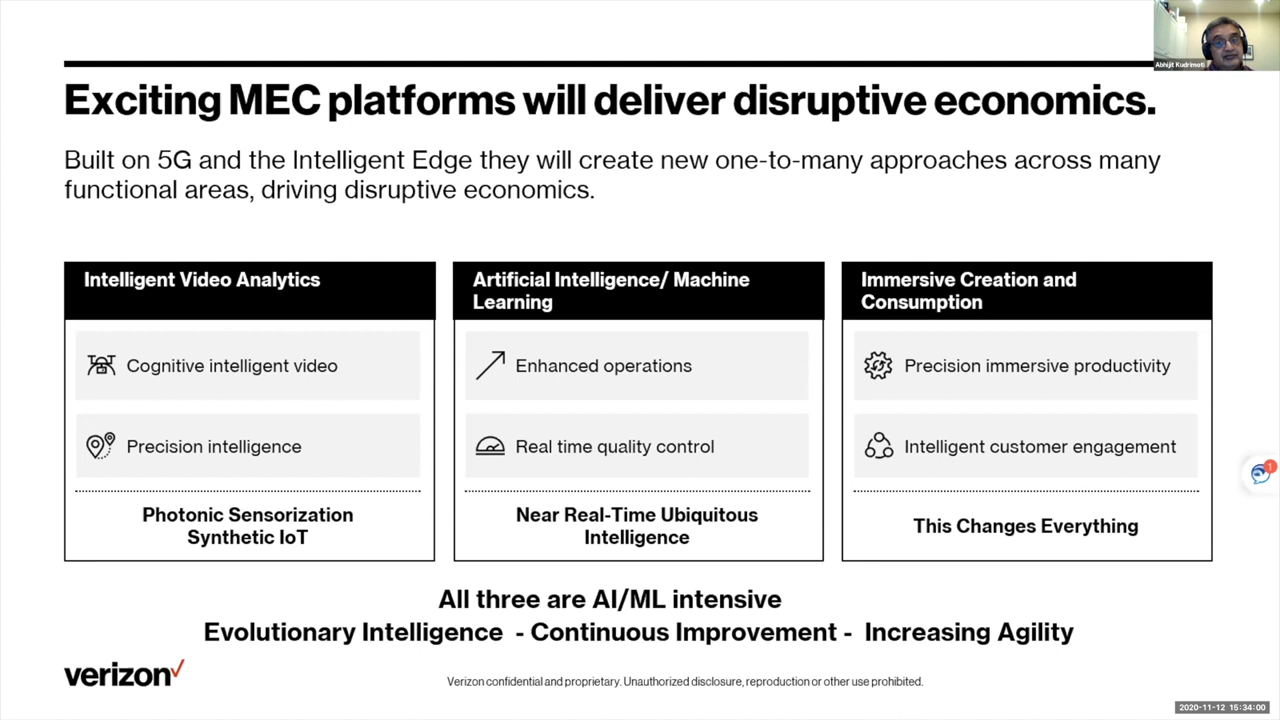 Abhijit Kudrimoti
Exciting MEC platforms will deliver disruptive economics.
Built on 5G and the Intelligent Edge they will create new one-to-many approaches across many
functional areas, driving disruptive economics.
Intelligent Video Analytics
Cognitive intelligent video
Precision intelligence
Photonic Sensorization
Synthetic IoT
Artificial Intelligence/ Machine
Learning
Enhanced operations
Real time quality control
Near Real-Time Ubiquitous
Intelligence
Immersive Creation and
Consumption
Precision immersive productivity
Intelligent customer engagement
This Changes Everything
1
All three are AI/ML intensive
Evolutionary Intelligence - Continuous Improvement - Increasing Agility
verizon
Verizon confidential and proprietary. Unauthorized disclosure, reproduction or other use prohibited.
2020-11-12 15:34:00